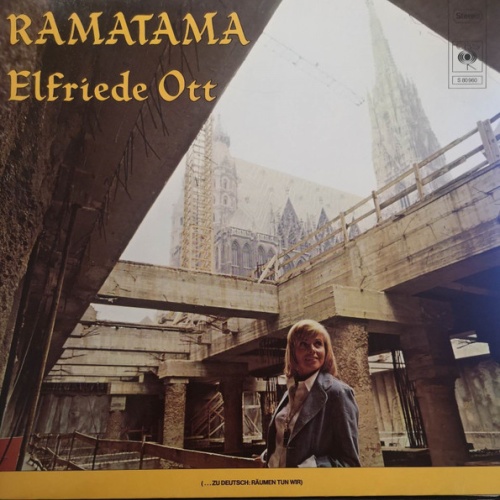 RAMATAMA
Elfriede Ott
(...ZU DEUTSCH: RÄUMEN TUN WIR)